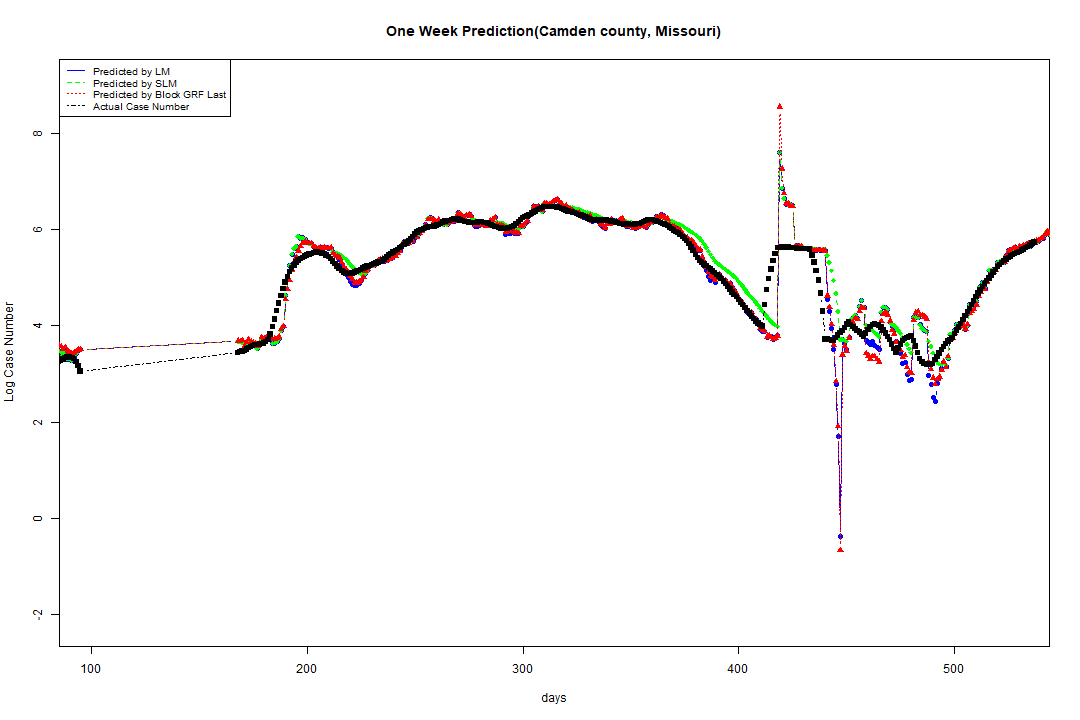 One Week Prediction(Camden county, Missouri)
Predicted by LM
Predicted by SLM
Predicted by Block GRF Last
Actual Case Number
8
6
4
2
0
-2
Log Case Number
100 200 300 400 500
days